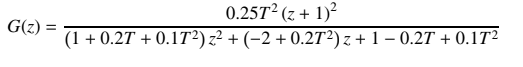 G(z) = \frac{0.25T^2 (z + 1)^2}{(1 + 0.2T + 0.1T^2) z^2 + (-2 + 0.2T^2) z + 1 - 0.2T + 0.1T^2}